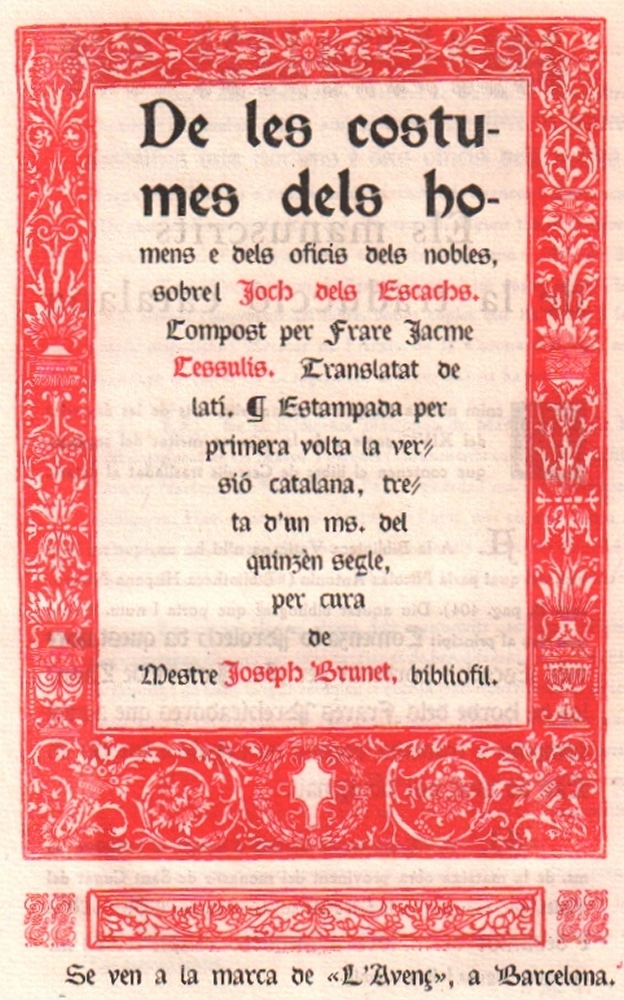 De les costu-
mes dels ho-
mens e dels oficis dels nobles,
sobrel Joch dels Escachs.
Compost per Frare Jacme
Cessulis. Translatat de
latí. ¶ Estampada per
primera volta la ver⸗
sió catalana, tre⸗
ta d'un ms. del
quinzèn segle,
per cura
de
Mestre Joseph Brunet, bibliofil.
Se ven a la marca de «L'Avenç», a Barcelona.